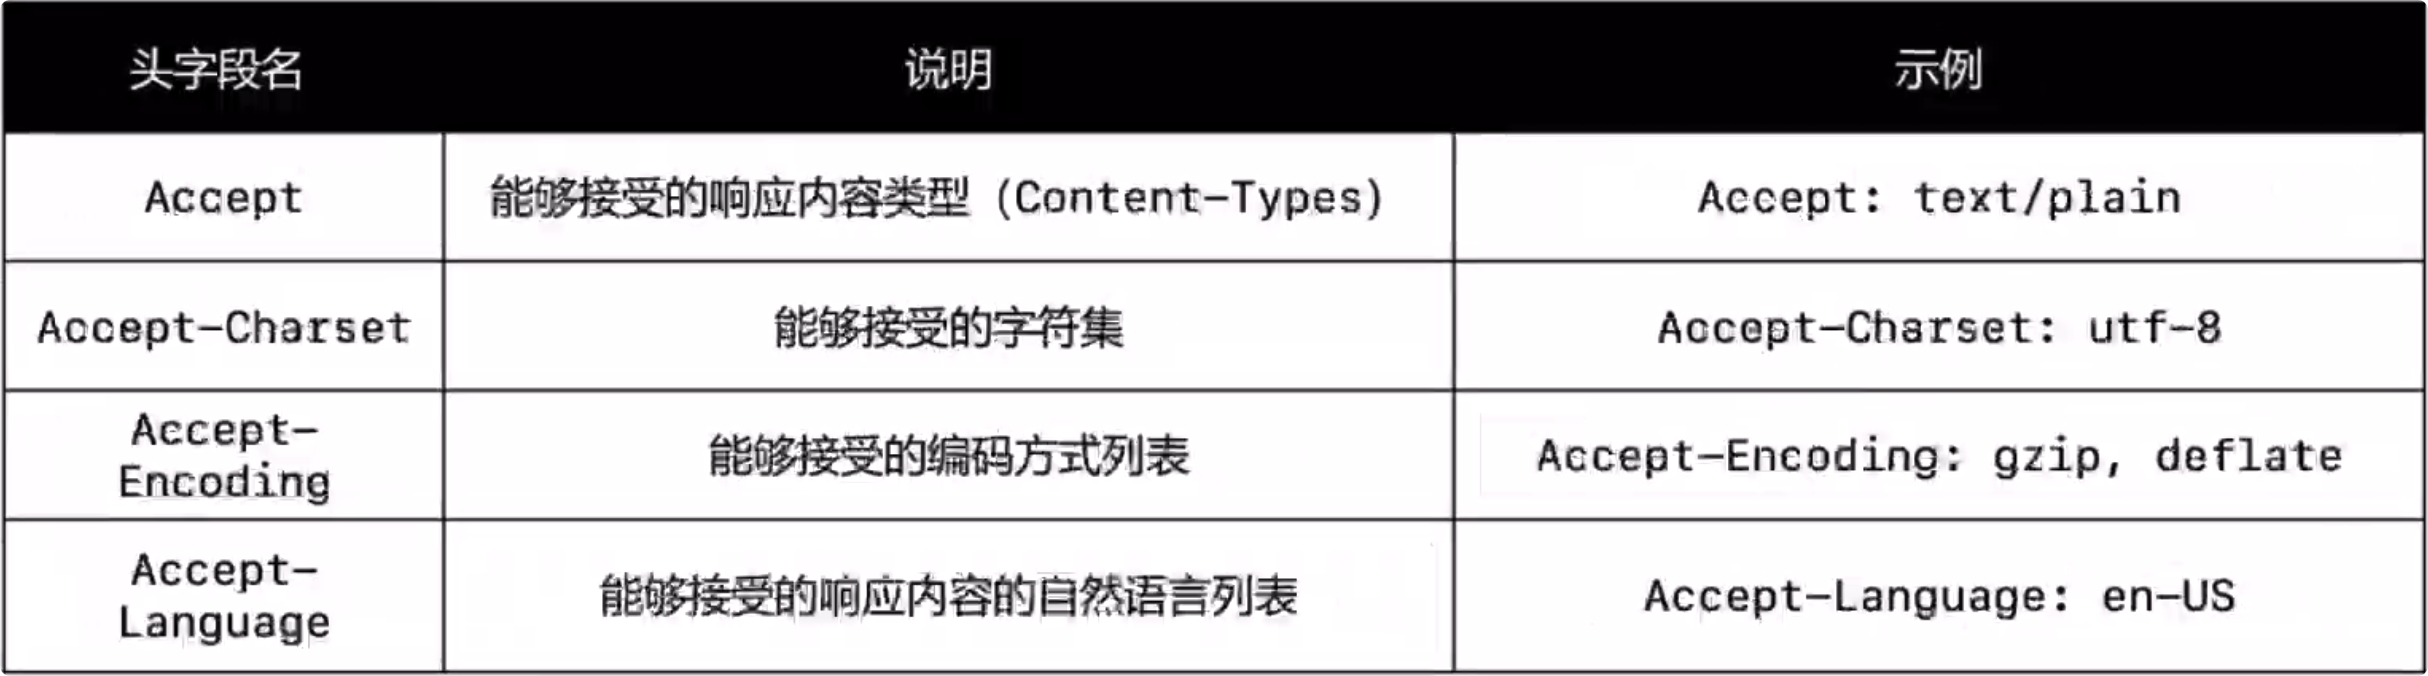 头字段名 说明 示例
Accept 能够接受的响应内容类型（Content-Types） Accept: text/plain
Accept-Charset 能够接受的字符集 Accept-Charset: utf-8
Accept-
Encoding 能够接受的编码方式列表 Accept-Encoding: gzip, deflate
Accept-
Language 能够接受的响应内容的自然语言列表 Accept-Language: en-US